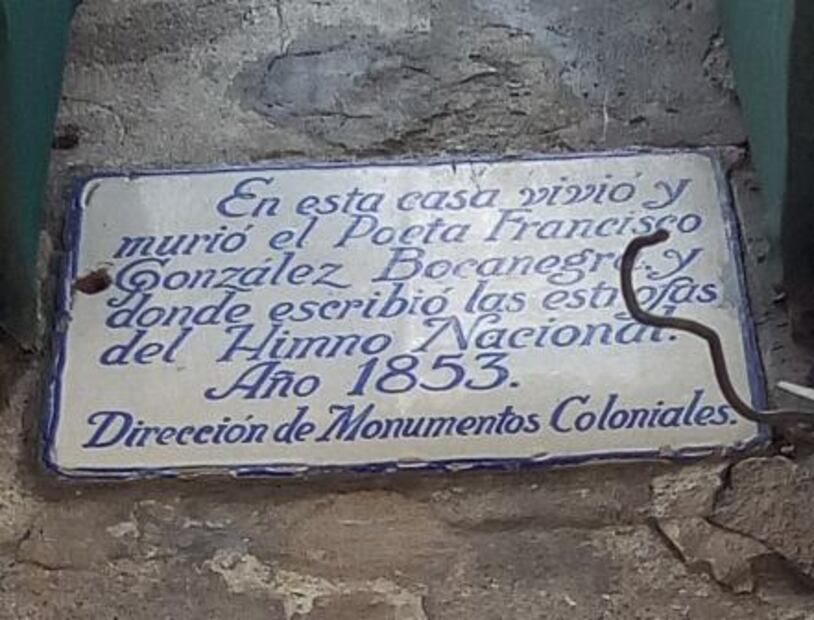 En esta casa vivió y
murió el Poeta Francisco
González Bocanegra y
donde escribió las estrofas
del Himno Nacional.
Año 1853.
Dirección de Monumentos Coloniales.